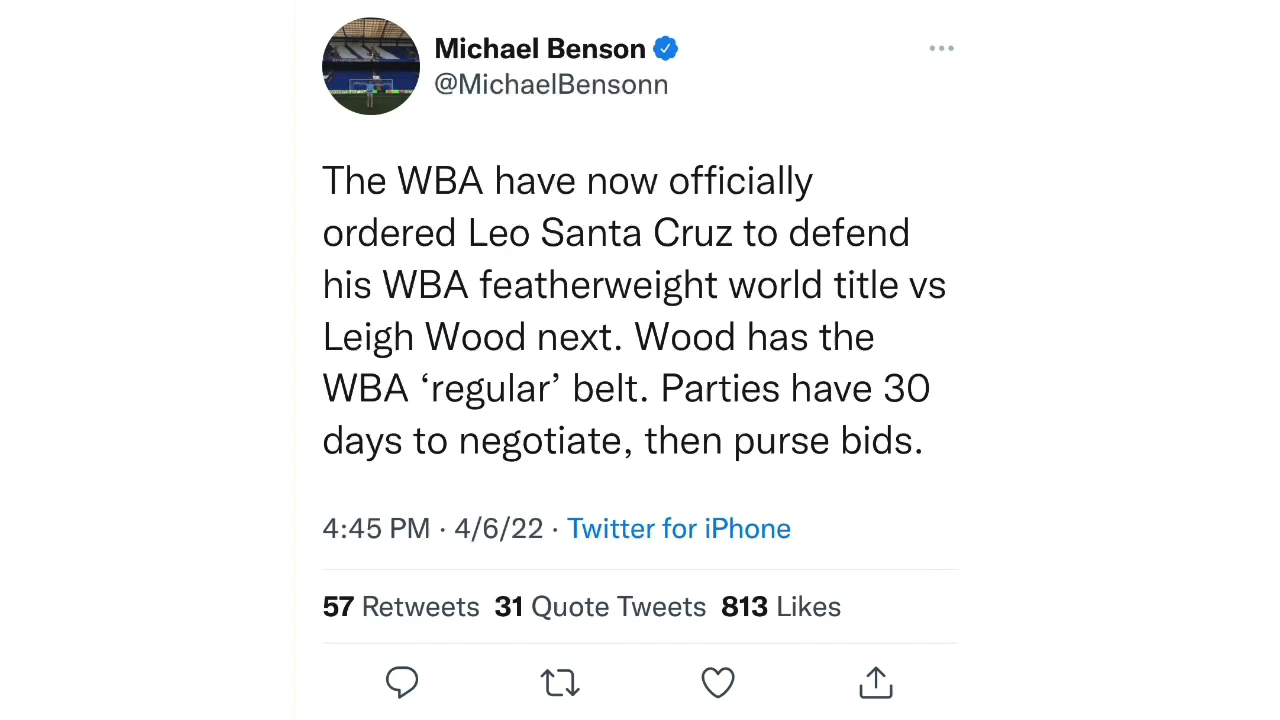 Michael Benson
@MichaelBensonn
The WBA have now officially
ordered Leo Santa Cruz to defend
his WBA featherweight world title vs
Leigh Wood next. Wood has the
WBA ‘regular’ belt. Parties have 30
days to negotiate, then purse bids.
4:45 PM · 4/6/22 · Twitter for iPhone
57 Retweets 31 Quote Tweets 813 Likes